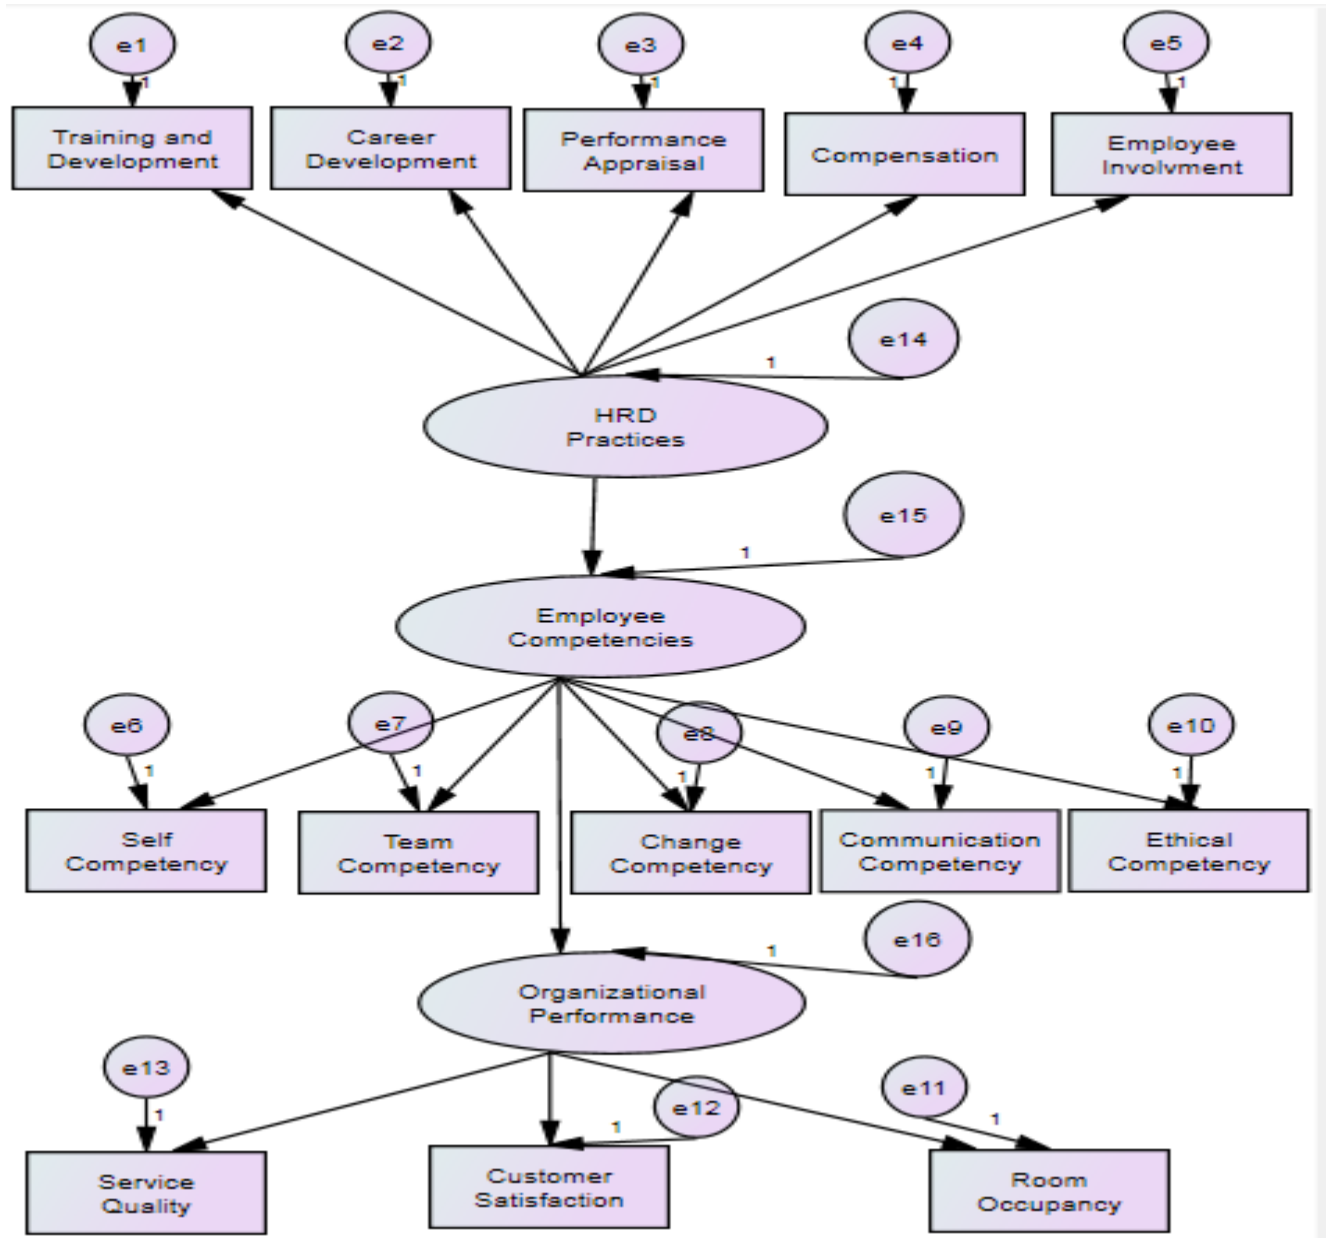 e1
e2
e3
e4
e5
1
1
1
1
1
Training and
Development
Career
Development
Performance
Appraisal
Compensation
Employee
Involvment
e14
1
HRD
Practices
e15
1
Employee
Competencies
e6
e7
e8
e9
e10
1
1
1
1
1
Self
Competency
Team
Competency
Change
Competency
Communication
Competency
Ethical
Competency
e16
1
Organizational
Performance
e13
e12
e11
1
1
1
Service
Quality
Customer
Satisfaction
Room
Occupancy